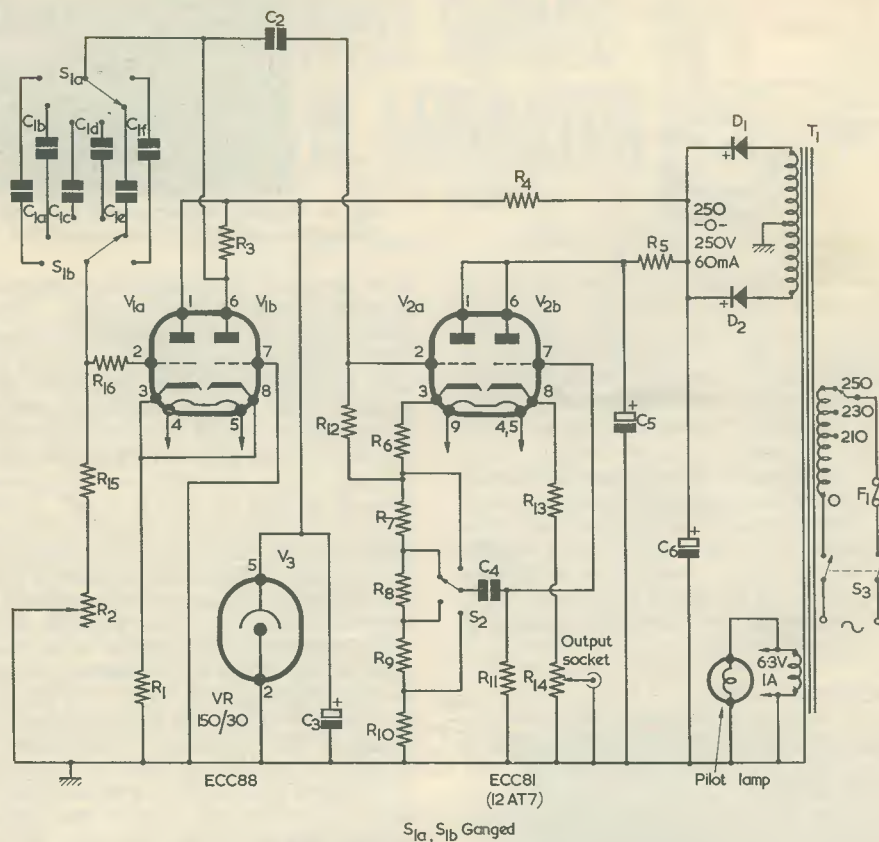 C2
S1a
C1b
C1d
C1f
C1a
C1c
C1e
S1b
R3
R4
D1
T1
250
-0-
250V
60mA
R5
D2
V1a
1
6
V1b
2
7
3
8
4
5
R16
V2a
1
6
V2b
2
7
3
8
9
4,5
R12
R6
C5
250
230
210
0
F1
R15
R7
R13
C6
R2
V3
5
R8
C4
S2
S3
R1
VR
150/30
2
C3
R9
R10
R11
R14
Output
socket
6·3V
1A
ECC88
ECC81
(12AT7)
Pilot lamp
S1a, S1b Ganged